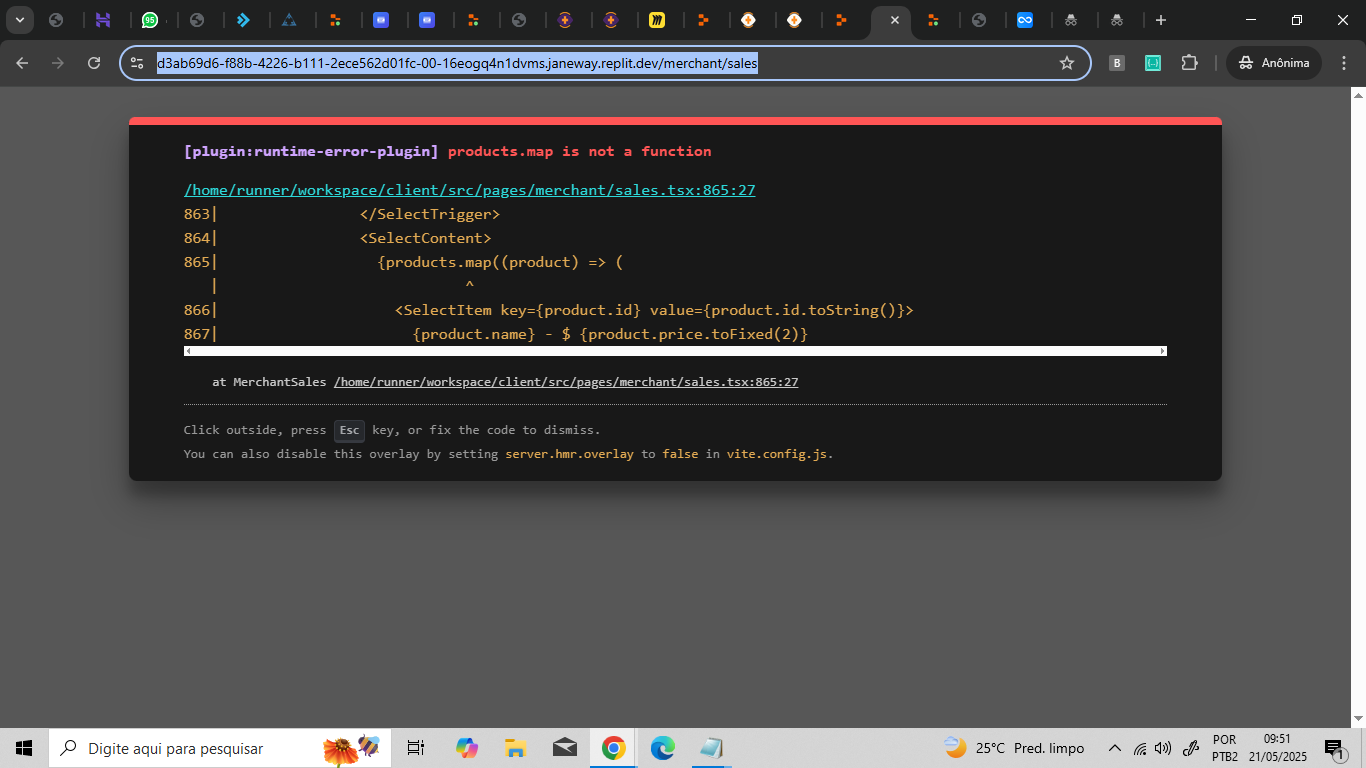 95
d3ab69d6-f88b-4226-b111-2ece562d01fc-00-16eogq4n1dvms.janeway.replit.dev/merchant/sales
B
Anônima
[plugin:runtime-error-plugin] products.map is not a function
/home/runner/workspace/client/src/pages/merchant/sales.tsx:865:27
863| </SelectTrigger>
864| <SelectContent>
865| {products.map((product) => (
| ^
866| <SelectItem key={product.id} value={product.id.toString()}>
867| {product.name} - $ {product.price.toFixed(2)}
at MerchantSales /home/runner/workspace/client/src/pages/merchant/sales.tsx:865:27
Click outside, press Esc key, or fix the code to dismiss.
You can also disable this overlay by setting server.hmr.overlay to false in vite.config.js.
Digite aqui para pesquisar
25°C Pred. limpo
POR
PTB2
09:51
21/05/2025
1